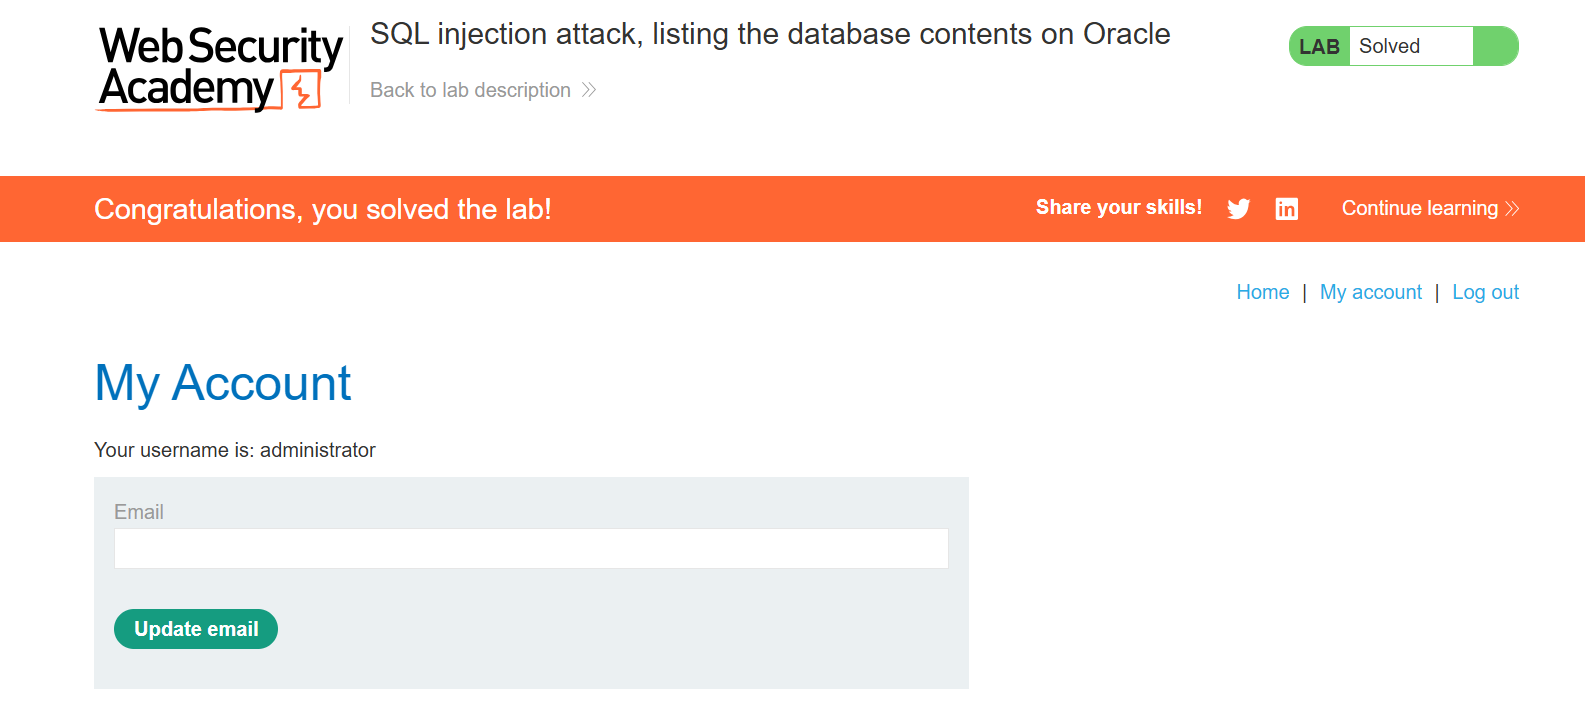 Web Security
Academy
SQL injection attack, listing the database contents on Oracle
Back to lab description
LAB Solved
Congratulations, you solved the lab!
Share your skills! in Continue learning
Home | My account | Log out
My Account
Your username is: administrator
Email
Update email